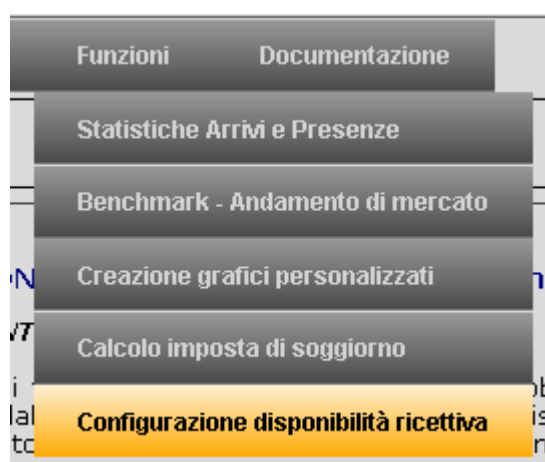 Funzioni Documentazione
Statistiche Arrivi e Presenze
Benchmark - Andamento di mercato
Creazione grafici personalizzati
Calcolo imposta di soggiorno
Configurazione disponibilità ricettiva